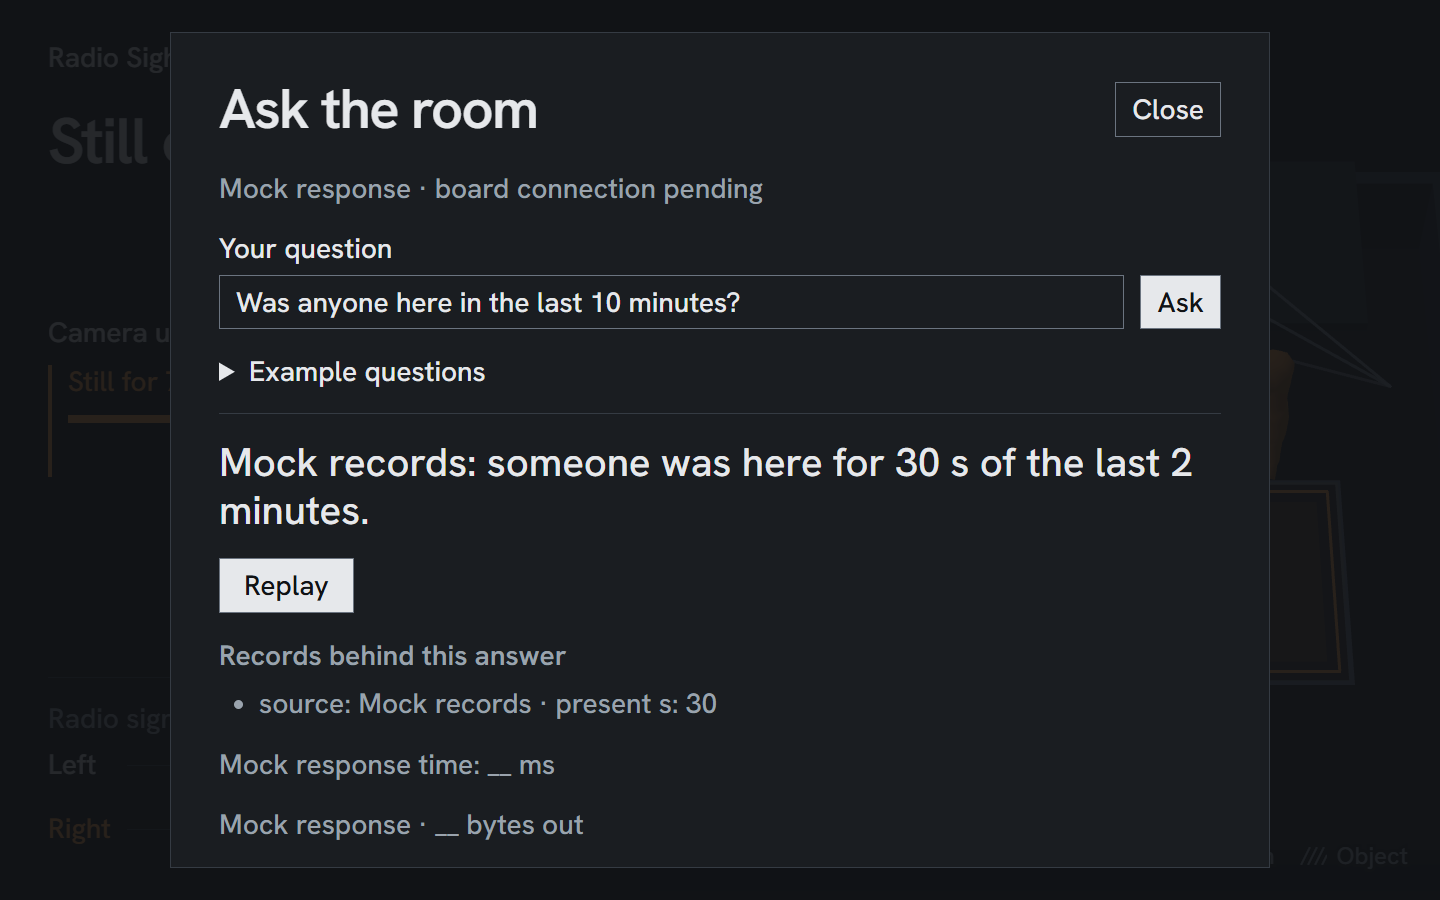 Radio Sigh
Still
Ask the room
Close
Mock response · board connection pending
Your question
Was anyone here in the last 10 minutes?
Ask
Camera u
Example questions
Still for
Mock records: someone was here for 30 s of the last 2
minutes.
Replay
Records behind this answer
source: Mock records · present s: 30
Radio sign
Left
Mock response time: __ ms
Right
Mock response · __ bytes out
Object